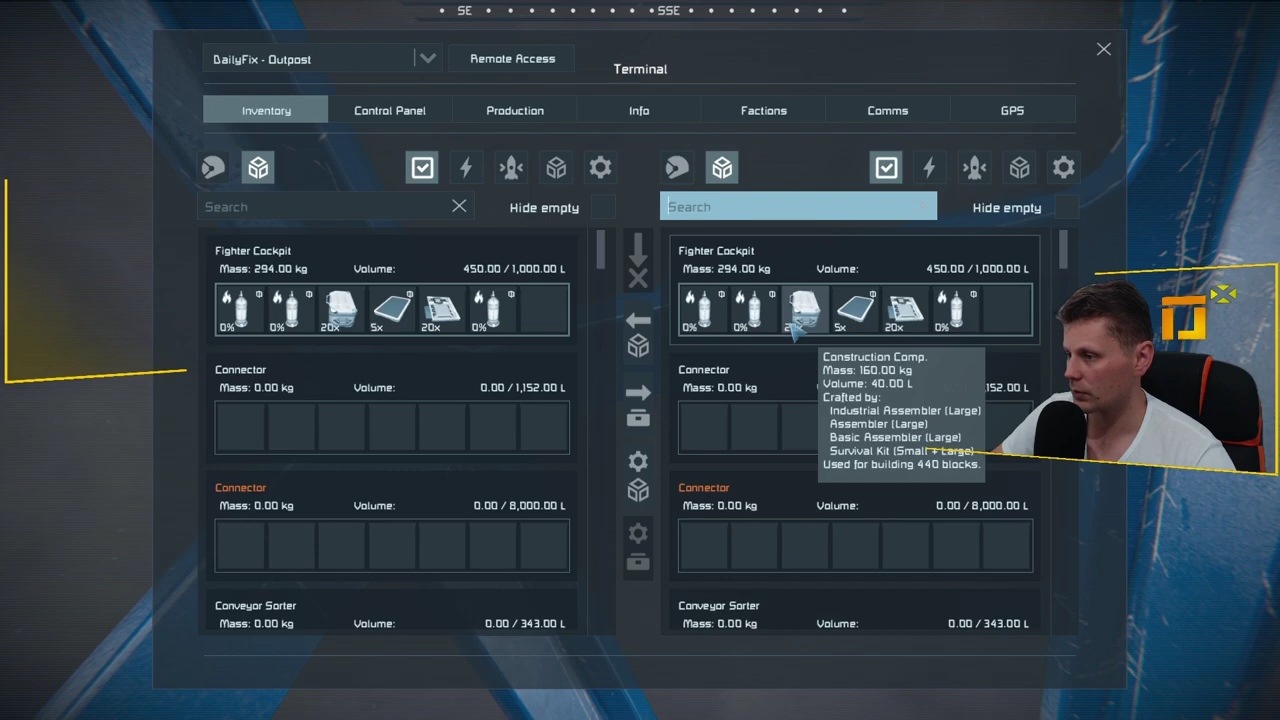 SE SSE
DailyFix - Outpost
Remote Access
Terminal
Inventory Control Panel Production Info Factions Comms GPS
Search
Hide empty
Search
Hide empty
Fighter Cockpit
Mass: 294.00 kg Volume: 450.00 / 1,000.00 L
0% 0% 20x 5x 20x 0%
Connector
Mass: 0.00 kg Volume: 0.00 / 1,152.00 L
Connector
Mass: 0.00 kg Volume: 0.00 / 8,000.00 L
Conveyor Sorter
Mass: 0.00 kg Volume: 0.00 / 343.00 L
Fighter Cockpit
Mass: 294.00 kg Volume: 450.00 / 1,000.00 L
0% 0% 5x 20x 0%
Connector
Mass: 0.00 kg
Construction Comp.
Mass: 160.00 kg
Volume: 40.00 L
Crafted by:
Industrial Assembler (Large)
Assembler (Large)
Basic Assembler (Large)
Survival Kit (Small + Large)
Used for building 440 blocks.
Connector
Mass: 0.00 kg Volume: 0.00 / 8,000.00 L
Conveyor Sorter
Mass: 0.00 kg Volume: 0.00 / 343.00 L